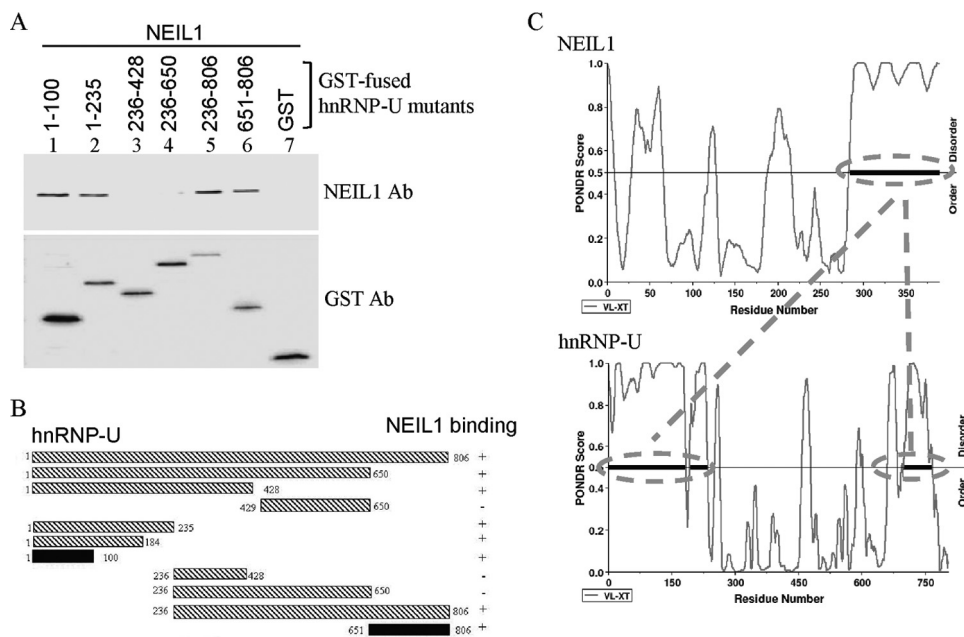 A
NEIL1
1-100
1-235
236-428
236-650
236-806
651-806
GST
GST-fused
hnRNP-U mutants
1 2 3 4 5 6 7
NEIL1 Ab
GST Ab
B
hnRNP-U
NEIL1 binding
1 806 +
1 650 +
1 428 +
429 650 -
1 235 +
1 184 +
1 100 +
236 428 -
236 650 -
236 806 +
651 806 +
C
NEIL1
PONDR Score
1.0
0.8
0.6
0.5
0.4
0.2
0.0
0 50 100 150 200 250 300 350
Residue Number
VL-XT
Disorder
Order
hnRNP-U
PONDR Score
1.0
0.8
0.6
0.4
0.2
0.0
0 150 300 450 600 750
Residue Number
VL-XT
Disorder
Order